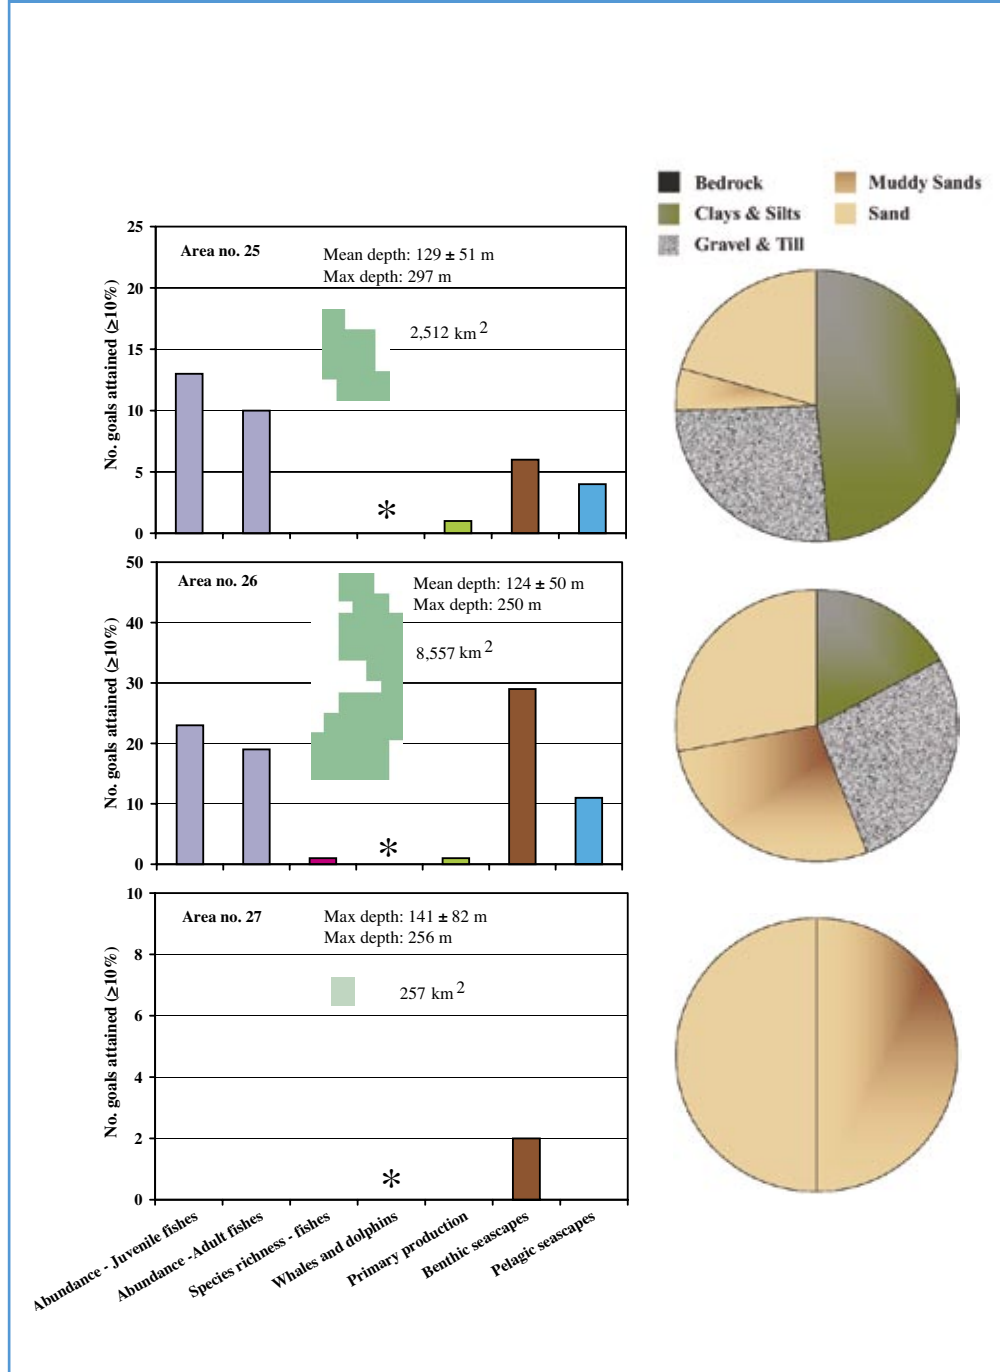 Bedrock
Muddy Sands
Clays & Silts
Sand
Gravel & Till
No. goals attained (≥10%)
25
20
15
10
5
0
Area no. 25
Mean depth: 129 ± 51 m
Max depth: 297 m
2,512 km²
*
No. goals attained (≥10%)
50
40
30
20
10
0
Area no. 26
Mean depth: 124 ± 50 m
Max depth: 250 m
8,557 km²
*
No. goals attained (≥10%)
10
8
6
4
2
0
Area no. 27
Max depth: 141 ± 82 m
Max depth: 256 m
257 km²
*
Abundance - Juvenile fishes
Abundance -Adult fishes
Species richness - fishes
Whales and dolphins
Primary production
Benthic seascapes
Pelagic seascapes